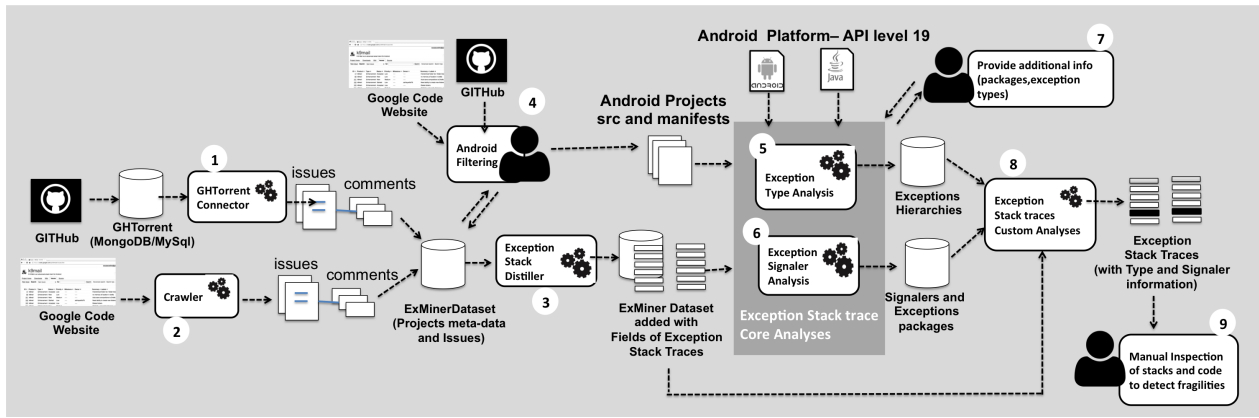 Android  Platform– API level 19
7
Provide additional info
(packages,exception
types)
android
Java
k9mail
GITHub
4
Google Code
Website
Android
Filtering
Android Projects
src and manifests
5
Exception
Type Analysis
Exceptions
Hierarchies
8
Exception
Stack traces
Custom Analyses
1
GHTorrent
Connector
issues
comments
GITHub
GHTorrent
(MongoDB/MySql)
6
Exception
Signaler
Analysis
Exception
Stack Traces
(with Type and Signaler
information)
k9mail
Crawler
2
issues
comments
Exception
Stack
Distiller
3
Google Code
Website
ExMinerDataset
(Projects meta-data
and Issues)
ExMiner Dataset
added with
Fields of Exception
Stack Traces
Signalers and
Exceptions
packages
Exception Stack trace
Core Analyses
9
Manual Inspection
of stacks and code
to detect fragilities